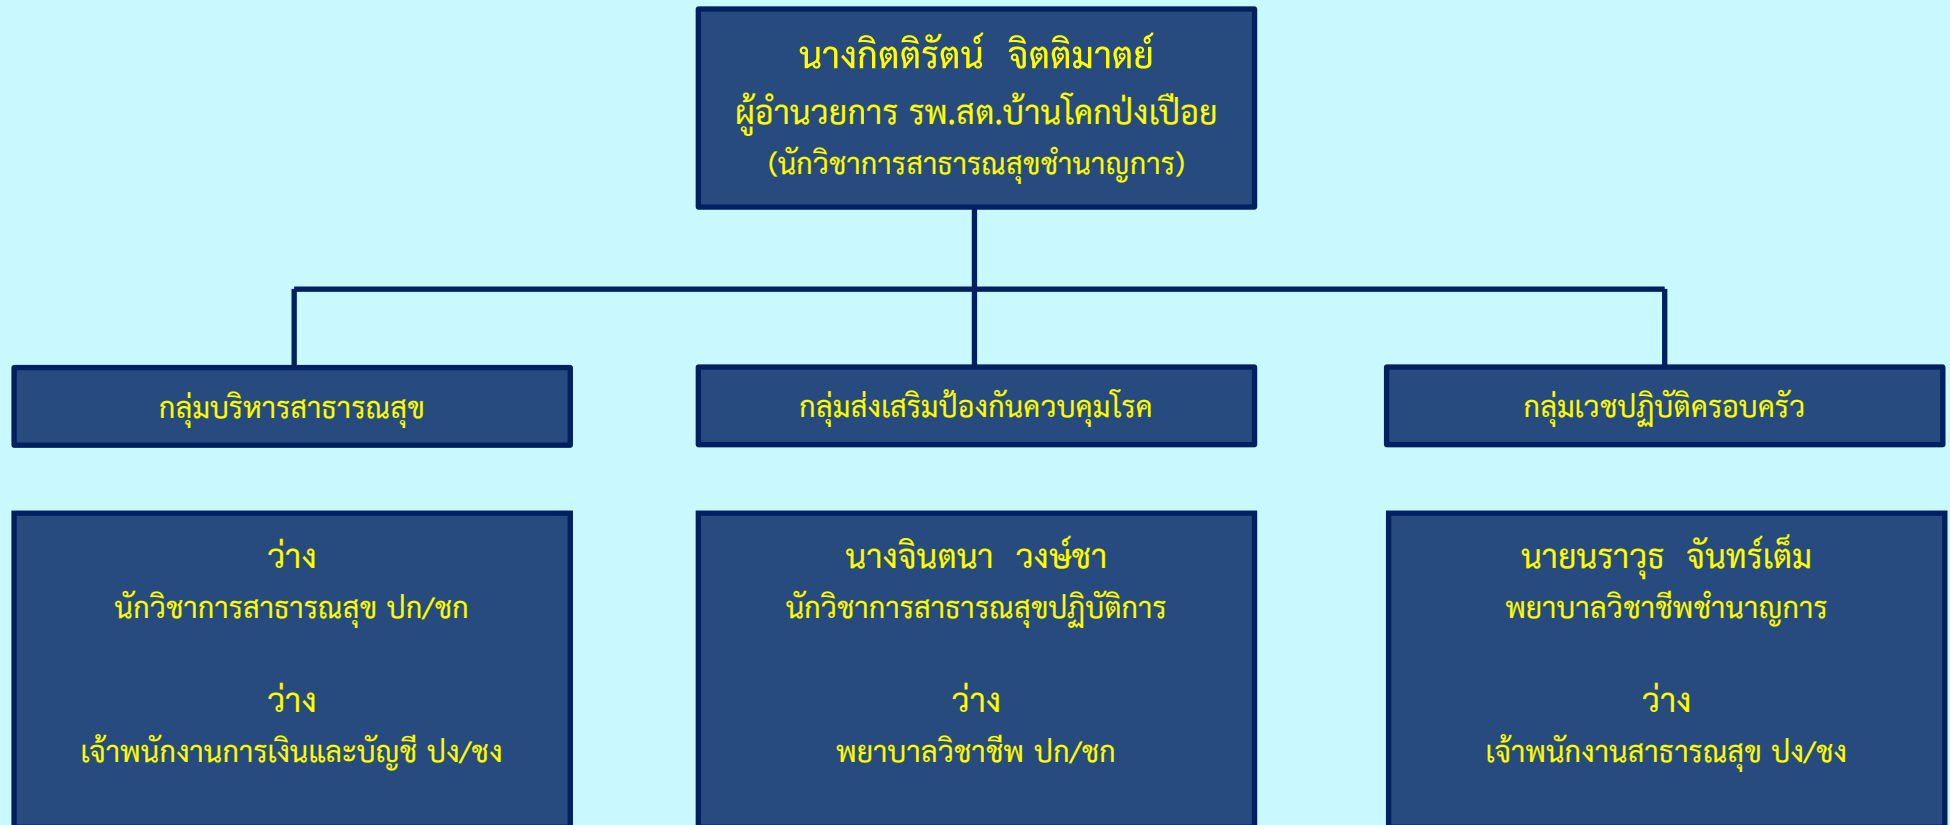 นางกิตติรัตน์ จิตติมาตย์
ผู้อำนวยการ รพ.สต.บ้านโคกป่งเปือย
(นักวิชาการสาธารณสุขชำนาญการ)
กลุ่มบริหารสาธารณสุข
กลุ่มส่งเสริมป้องกันควบคุมโรค
กลุ่มเวชปฏิบัติครอบครัว
ว่าง
นักวิชาการสาธารณสุข ปก/ชก
ว่าง
เจ้าพนักงานการเงินและบัญชี ปง/ชง
นางจินตนา วงษ์ชา
นักวิชาการสาธารณสุขปฏิบัติการ
ว่าง
พยาบาลวิชาชีพ ปก/ชก
นายนราวุธ จันทร์เต็ม
พยาบาลวิชาชีพชำนาญการ
ว่าง
เจ้าพนักงานสาธารณสุข ปง/ชง